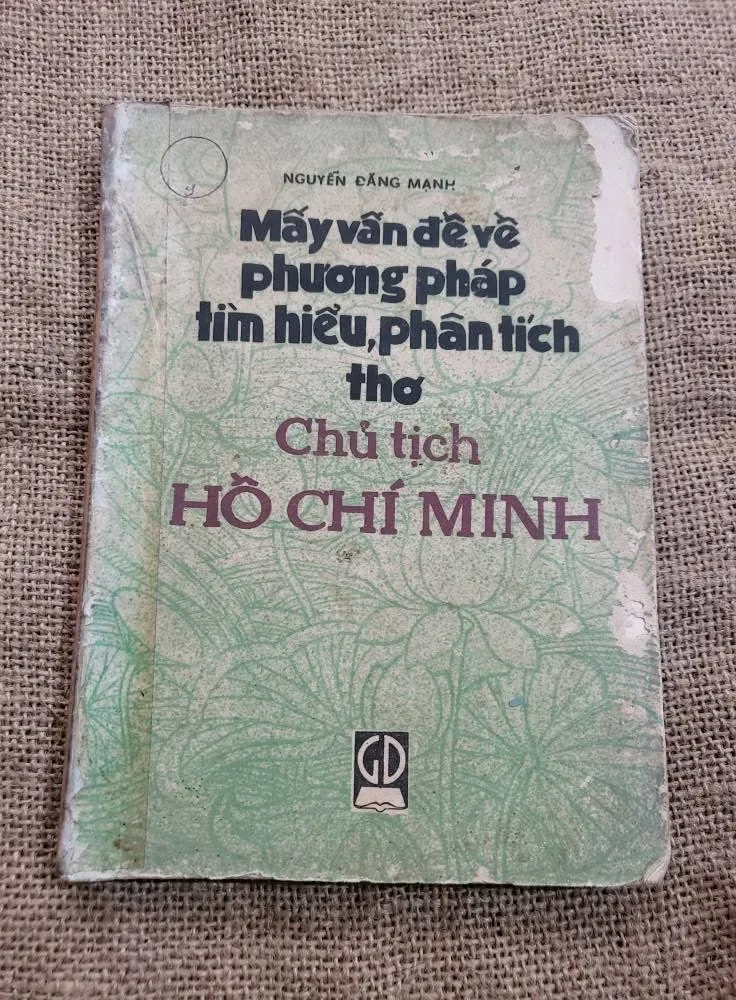 NGUYỄN ĐĂNG MẠNH
Mấy vấn đề về
phương pháp
tìm hiểu, phân tích
thơ
Chủ tịch
HỒ CHÍ MINH
GD